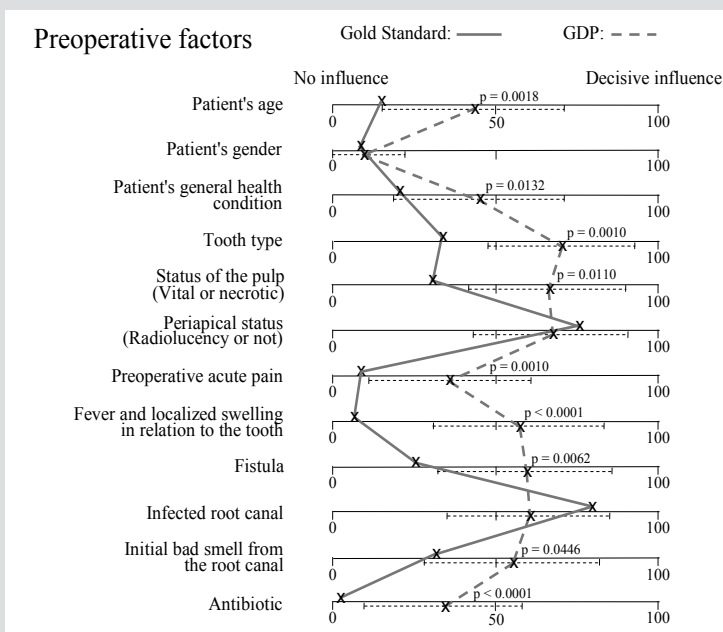 Preoperative factors
Gold Standard:
GDP:
No influence
Decisive influence
Patient's age
p = 0.0018
0
50
100
Patient's gender
0
100
Patient's general health
condition
p = 0.0132
0
100
Tooth type
p = 0.0010
0
100
Status of the pulp
(Vital or necrotic)
p = 0.0110
0
100
Periapical status
(Radiolucency or not)
0
100
Preoperative acute pain
p = 0.0010
0
100
Fever and localized swelling
in relation to the tooth
p < 0.0001
0
100
Fistula
p = 0.0062
0
100
Infected root canal
0
100
Initial bad smell from
the root canal
p = 0.0446
0
100
Antibiotic
p < 0.0001
0
50
100